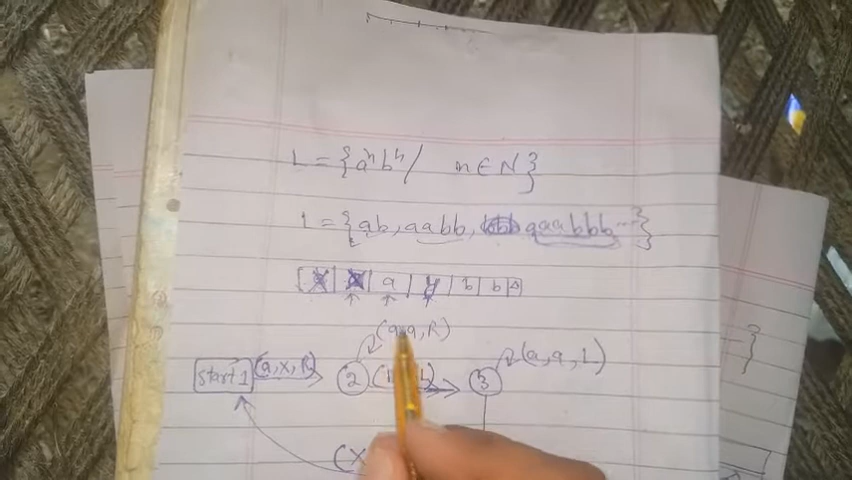 L = {aⁿbⁿ/ n∈N}
L = {ab, aabb, aaabbb...}
a y b b Δ
(a,a,R)
start 1 (a,x,R) 2 3 (a,a,L)
(x